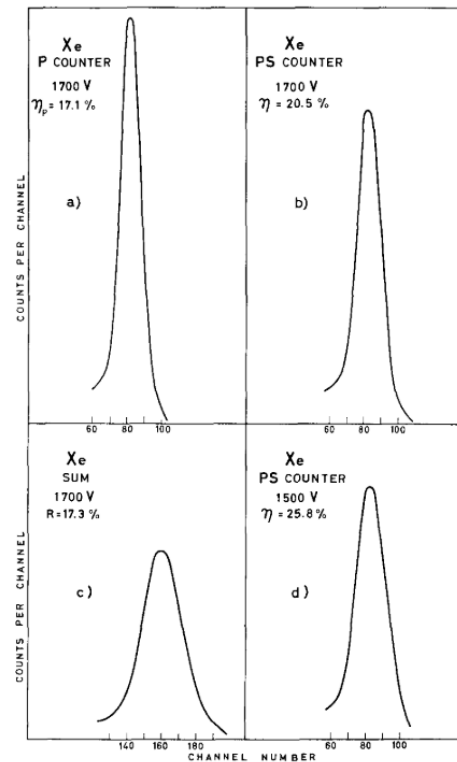 Xe
P COUNTER
1700 V
ηp = 17.1 %
a)
Xe
PS COUNTER
1700 V
η = 20.5 %
b)
COUNTS PER CHANNEL
60 80 100
60 80 100
Xe
SUM
1700 V
R=17.3 %
c)
Xe
PS COUNTER
1500 V
η = 25.8 %
d)
COUNTS PER CHANNEL
140 160 180
60 80 100
CHANNEL NUMBER